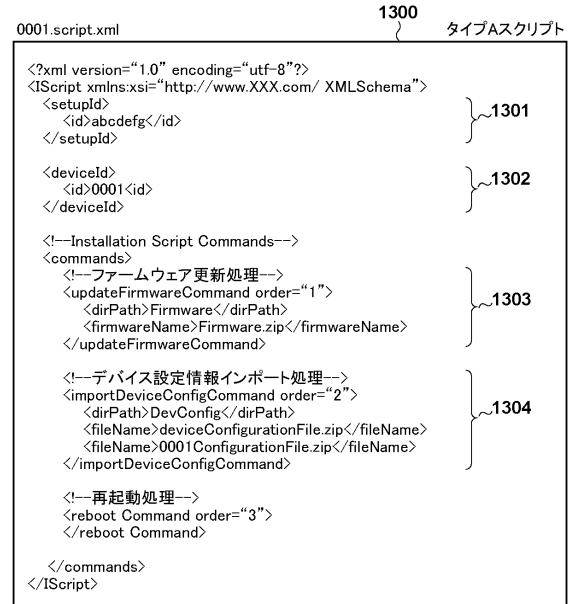 1300
0001.script.xml
タイプAスクリプト
<?xml version=“1.0” encoding=“utf-8”?>
<IScript xmlns:xsi=“http://www.XXX.com/ XMLSchema”>
<setupId>
<id>abcdefg</id>
</setupId>
1301
<deviceId>
<id>0001<id>
</deviceId>
1302
<!--Installation Script Commands-->
<commands>
<!--ファームウェア更新処理-->
<updateFirmwareCommand order=“1”>
<dirPath>Firmware</dirPath>
<firmwareName>Firmware.zip</firmwareName>
</updateFirmwareCommand>
1303
<!--デバイス設定情報インポート処理-->
<importDeviceConfigCommand order=“2”>
<dirPath>DevConfig</dirPath>
<fileName>deviceConfigurationFile.zip</fileName>
<fileName>0001ConfigurationFile.zip</fileName>
</importDeviceConfigCommand>
1304
<!--再起動処理-->
<reboot Command order=“3”>
</reboot Command>
</commands>
</IScript>